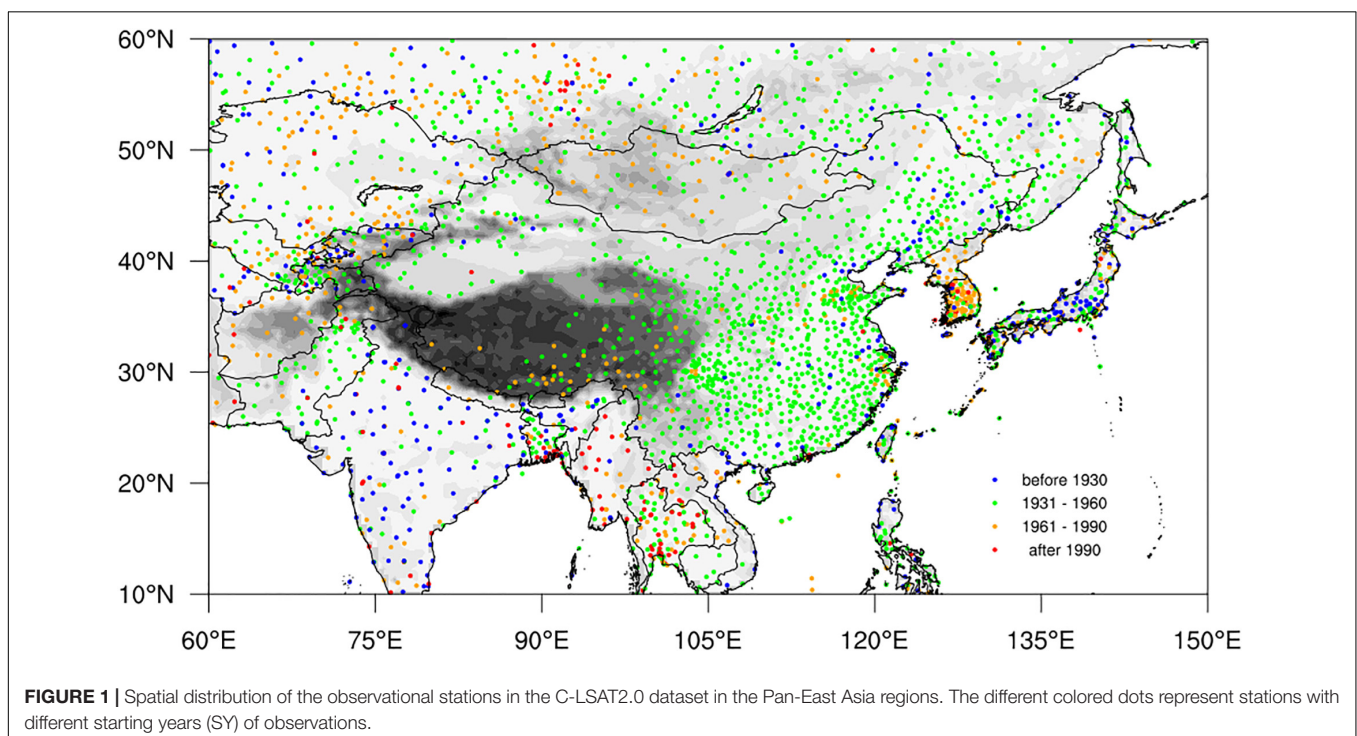 60°N
50°N
40°N
30°N
20°N
10°N
before 1930
1931 - 1960
1961 - 1990
after 1990
60°E 75°E 90°E 105°E 120°E 135°E 150°E
FIGURE 1 | Spatial distribution of the observational stations in the C-LSAT2.0 dataset in the Pan-East Asia regions. The different colored dots represent stations with
different starting years (SY) of observations.